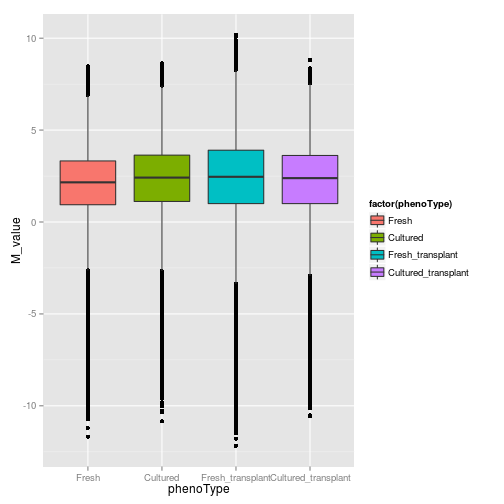 10
5
0
-5
-10
M_value
Fresh
Cultured
Fresh_transplant
Cultured_transplant
phenoType
factor(phenoType)
Fresh
Cultured
Fresh_transplant
Cultured_transplant